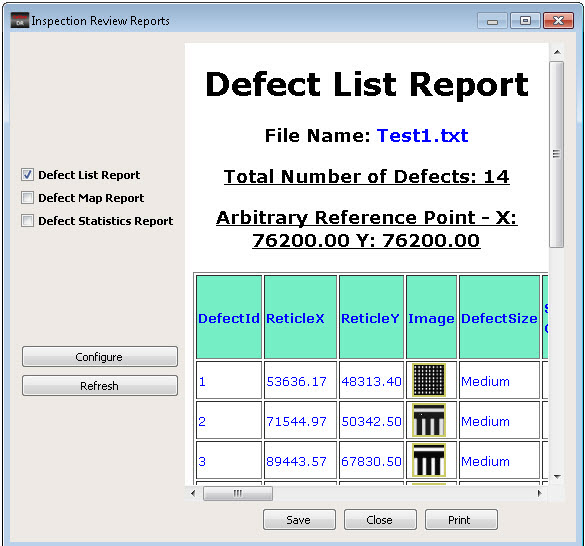 Inspection Review Reports
Defect List Report
Defect Map Report
Defect Statistics Report
Configure
Refresh
Defect List Report
File Name: Test1.txt
Total Number of Defects: 14
Arbitrary Reference Point - X:
76200.00 Y: 76200.00
DefectId ReticleX ReticleY Image DefectSize
1 53636.17 48313.40 Medium
2 71544.97 50342.50 Medium
3 89443.57 67830.50 Medium
Save Close Print